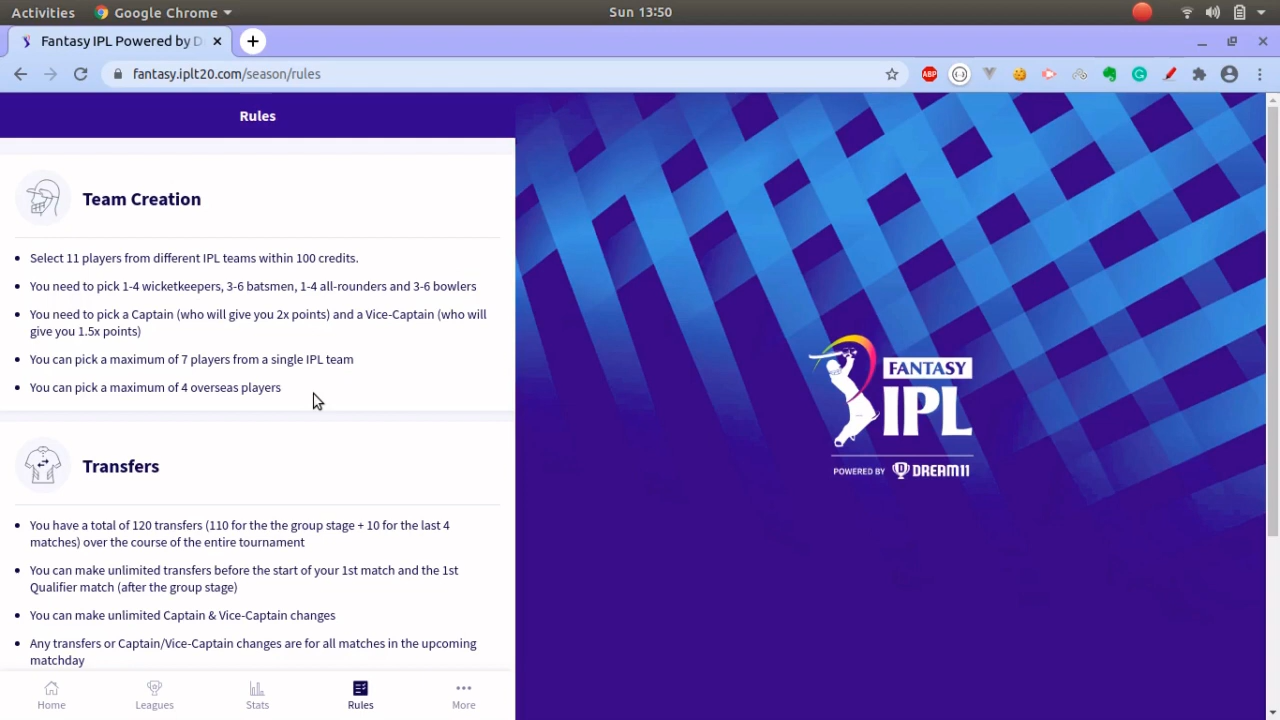 Activities
Google Chrome
Sun 13:50
Fantasy IPL Powered by D
fantasy.iplt20.com/season/rules
ABP
Rules
Team Creation
Select 11 players from different IPL teams within 100 credits.
You need to pick 1-4 wicketkeepers, 3-6 batsmen, 1-4 all-rounders and 3-6 bowlers
You need to pick a Captain (who will give you 2x points) and a Vice-Captain (who will
give you 1.5x points)
You can pick a maximum of 7 players from a single IPL team
You can pick a maximum of 4 overseas players
Transfers
You have a total of 120 transfers (110 for the the group stage + 10 for the last 4
matches) over the course of the entire tournament
You can make unlimited transfers before the start of your 1st match and the 1st
Qualifier match (after the group stage)
You can make unlimited Captain & Vice-Captain changes
Any transfers or Captain/Vice-Captain changes are for all matches in the upcoming
matchday
Home
Leagues
Stats
Rules
More
FANTASY
IPL
POWERED BY DREAM11